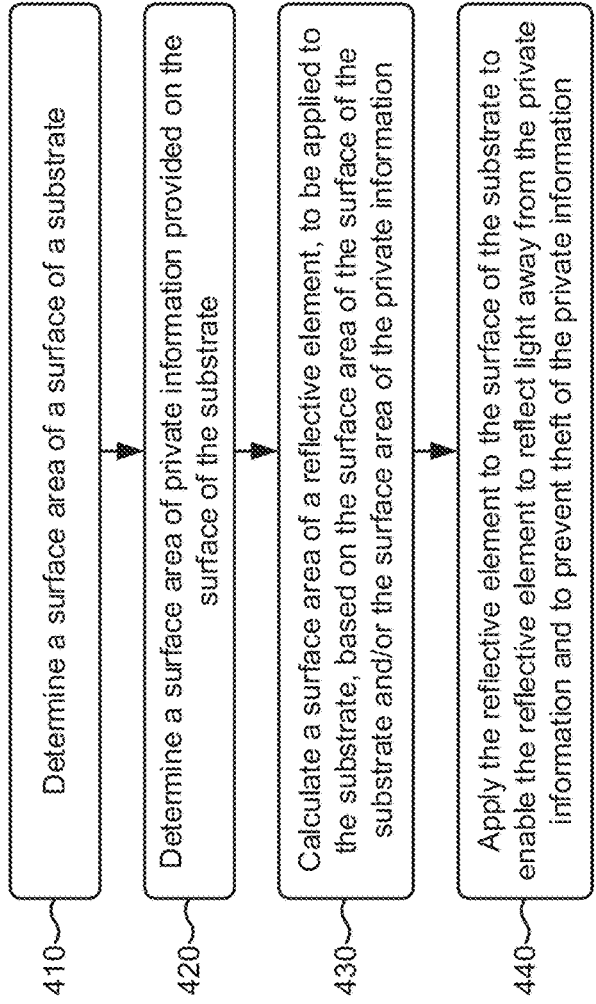 410
Determine a surface area of a surface of a substrate
420
Determine a surface area of private information provided on the
surface of the substrate
430
Calculate a surface area of a reflective element, to be applied to
the substrate, based on the surface area of the surface of the
substrate and/or the surface area of the private information
440
Apply the reflective element to the surface of the substrate to
enable the reflective element to reflect light away from the private
information and to prevent theft of the private information